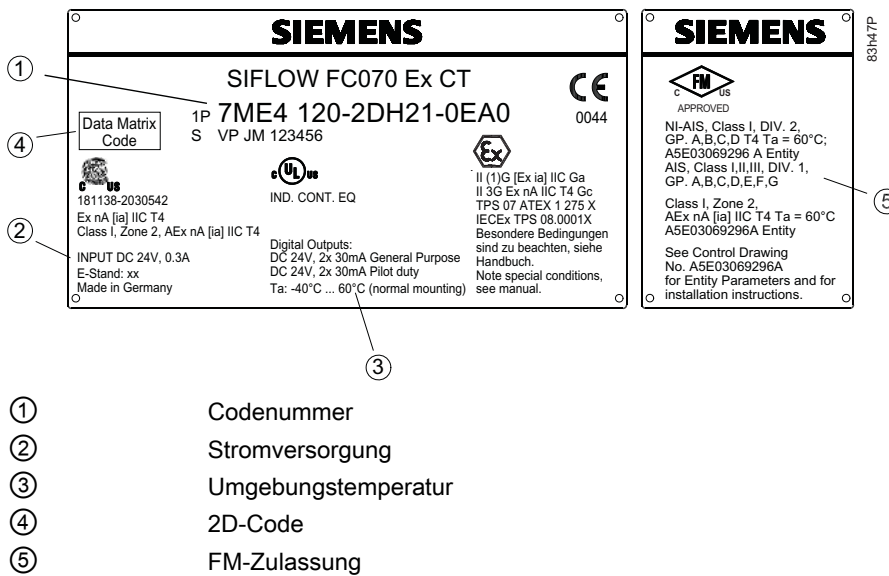 SIEMENS
SIFLOW FC070 Ex CT
1P 7ME4 120-2DH21-0EA0
S VP JM 123456
0044
Data Matrix
Code
C US
181138-2030542
Ex nA [ia] IIC T4
Class I, Zone 2, AEx nA [ia] IIC T4
INPUT DC 24V, 0.3A
E-Stand: xx
Made in Germany
c UL us
IND. CONT. EQ
Digital Outputs:
DC 24V, 2x 30mA General Purpose
DC 24V, 2x 30mA Pilot duty
Ta: -40°C ... 60°C (normal mounting)
CE
Ex
II (1)G [Ex ia] IIC Ga
II 3G Ex nA IIC T4 Gc
TPS 07 ATEX 1 275 X
IECEx TPS 08.0001X
Besondere Bedingungen
sind zu beachten, siehe
Handbuch.
Note special conditions,
see manual.
SIEMENS
FM
C US
APPROVED
NI-AIS, Class I, DIV. 2,
GP. A,B,C,D T4 Ta = 60°C;
A5E03069296 A Entity
AIS, Class I,II,III, DIV. 1,
GP. A,B,C,D,E,F,G
Class I, Zone 2,
AEx nA [ia] IIC T4 Ta = 60°C
A5E03069296A Entity
See Control Drawing
No. A5E03069296A
for Entity Parameters and for
installation instructions.
83h47P
1
4
2
3
5
① Codenummer
② Stromversorgung
③ Umgebungstemperatur
④ 2D-Code
⑤ FM-Zulassung